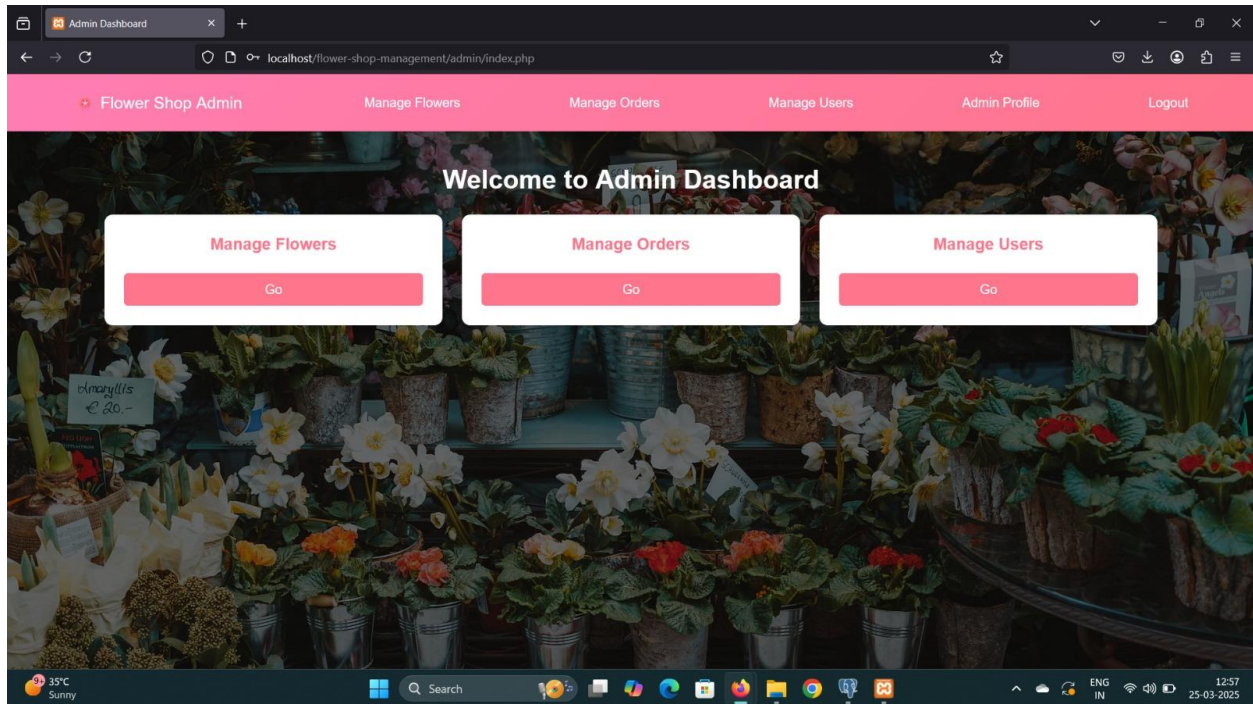 Admin Dashboard
localhost/flower-shop-management/admin/index.php
Flower Shop Admin Manage Flowers Manage Orders Manage Users Admin Profile Logout
Welcome to Admin Dashboard
Manage Flowers Manage Orders Manage Users
Go Go Go
Amaryllis
€ 20.-
9+ 35°C
Sunny
Search
ENG
IN
12:57
25-03-2025